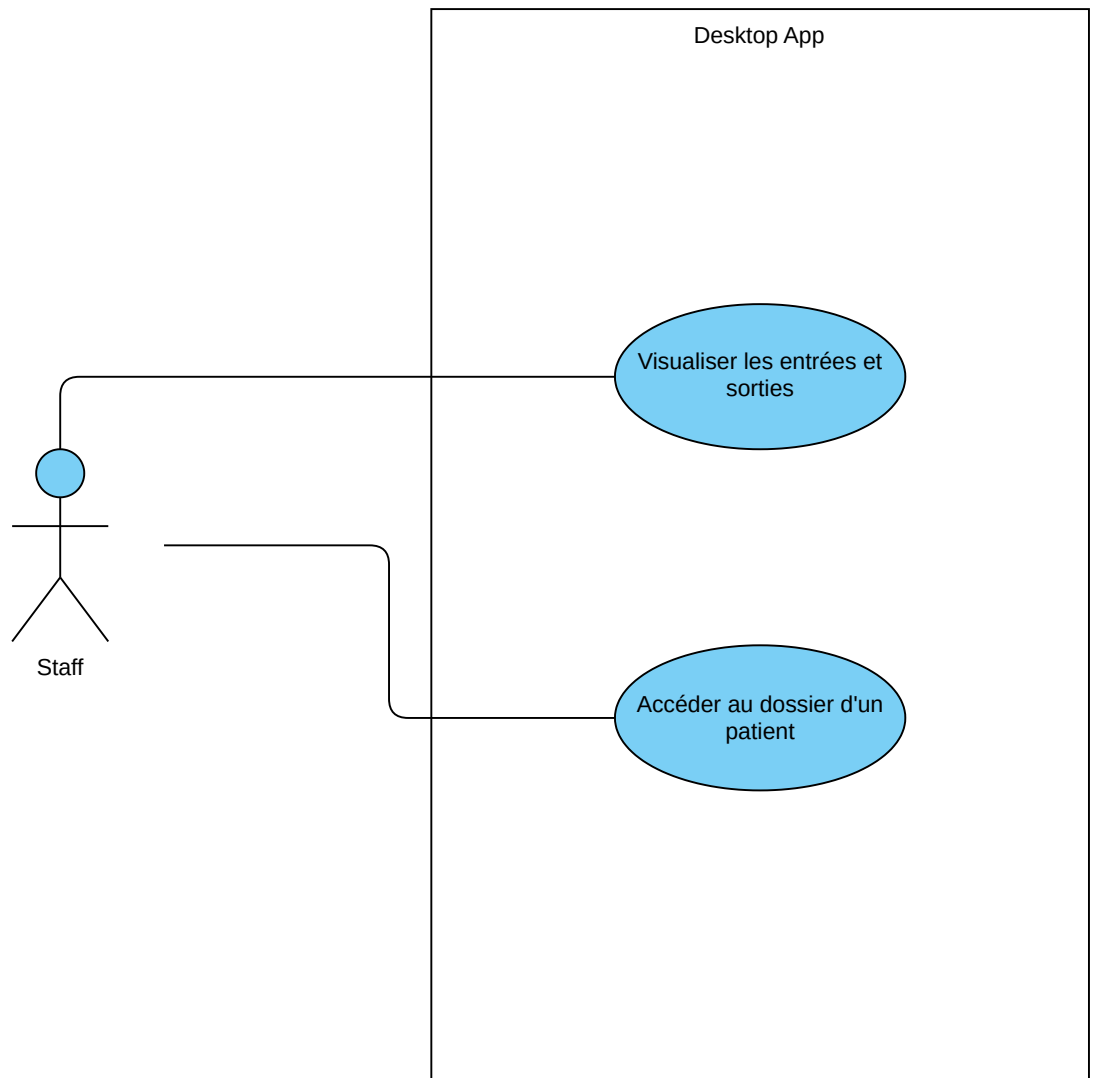 Desktop App
Visualiser les entrées et
sorties
Staff
Accéder au dossier d'un
patient